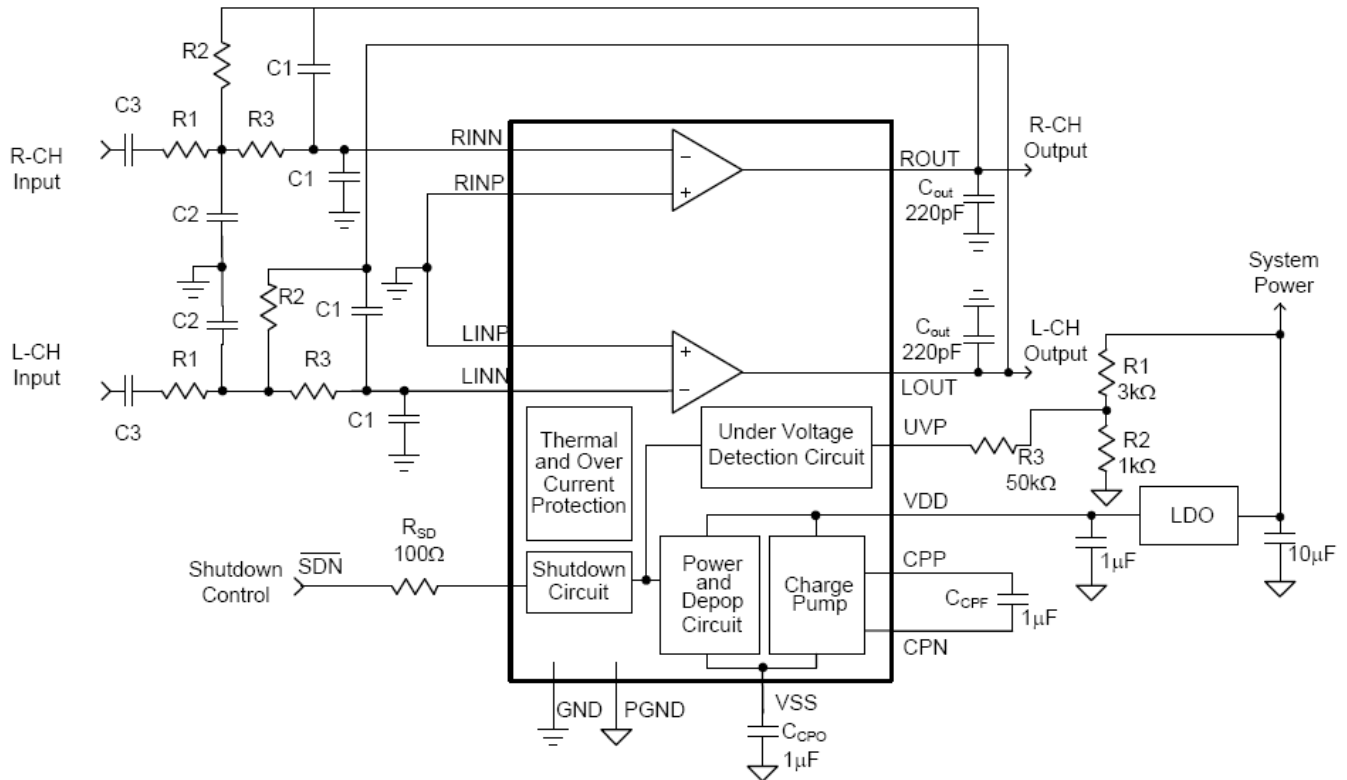 R2
C1
C3
R1
R3
R-CH
Input
C1
RINN
RINP
ROUT
R-CH
Output
Cout
220pF
C2
R2
C1
C2
LINP
LINN
L-CH
Input
R1
R3
C3
C1
Cout
220pF
L-CH
Output
LOUT
System
Power
R1
3kΩ
R2
1kΩ
UVP
R3
50kΩ
Thermal
and Over
Current
Protection
Under Voltage
Detection Circuit
VDD
LDO
1μF
10μF
RSD
100Ω
Shutdown
Control
SDN
Shutdown
Circuit
Power
and
Depop
Circuit
Charge
Pump
CPP
CCPF
1μF
CPN
GND
PGND
VSS
CCPO
1μF